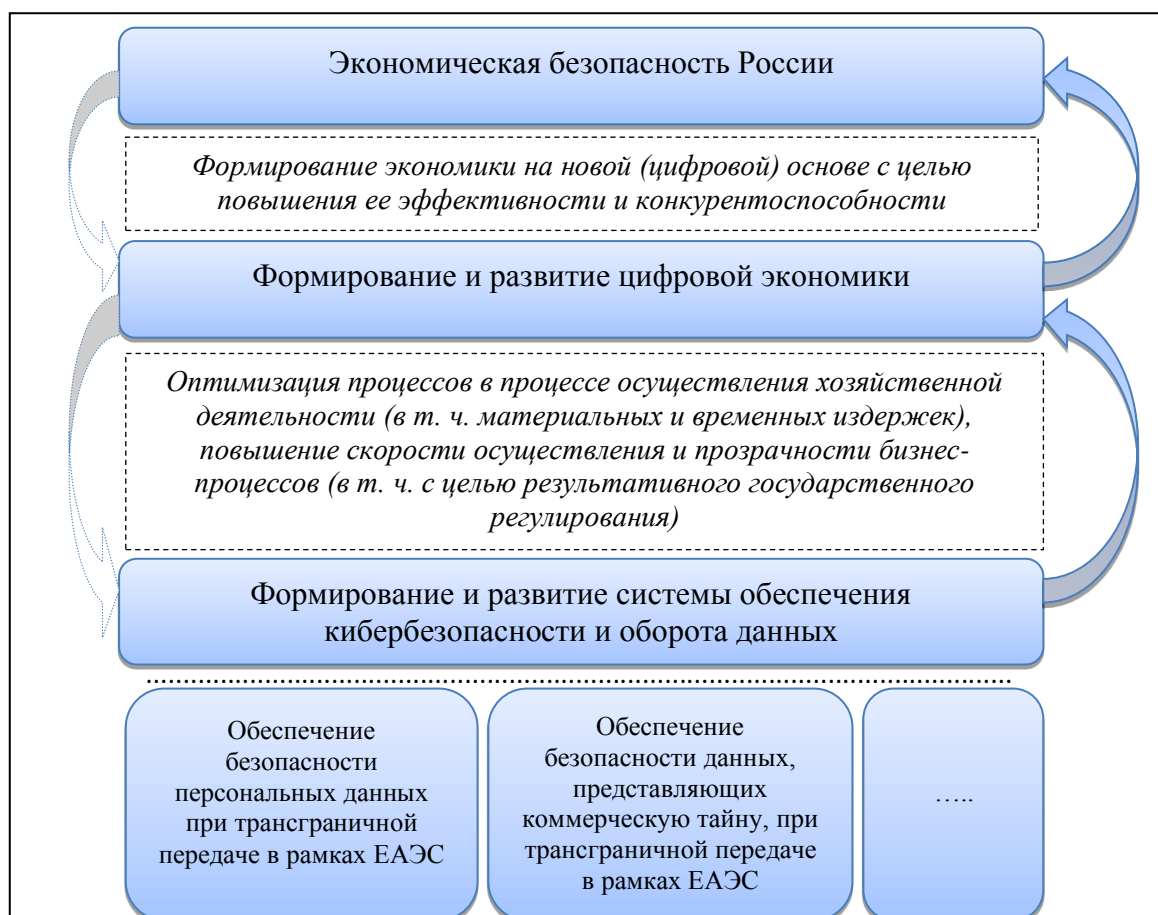 Экономическая безопасность России
Формирование экономики на новой (цифровой) основе с целью
повышения ее эффективности и конкурентоспособности
Формирование и развитие цифровой экономики
Оптимизация процессов в процессе осуществления хозяйственной
деятельности (в т. ч. материальных и временных издержек),
повышение скорости осуществления и прозрачности бизнес-
процессов (в т. ч. с целью результативного государственного
регулирования)
Формирование и развитие системы обеспечения
кибербезопасности и оборота данных
Обеспечение
безопасности
персональных данных
при трансграничной
передаче в рамках ЕАЭС
Обеспечение
безопасности данных,
представляющих
коммерческую тайну, при
трансграничной передаче
в рамках ЕАЭС
…..